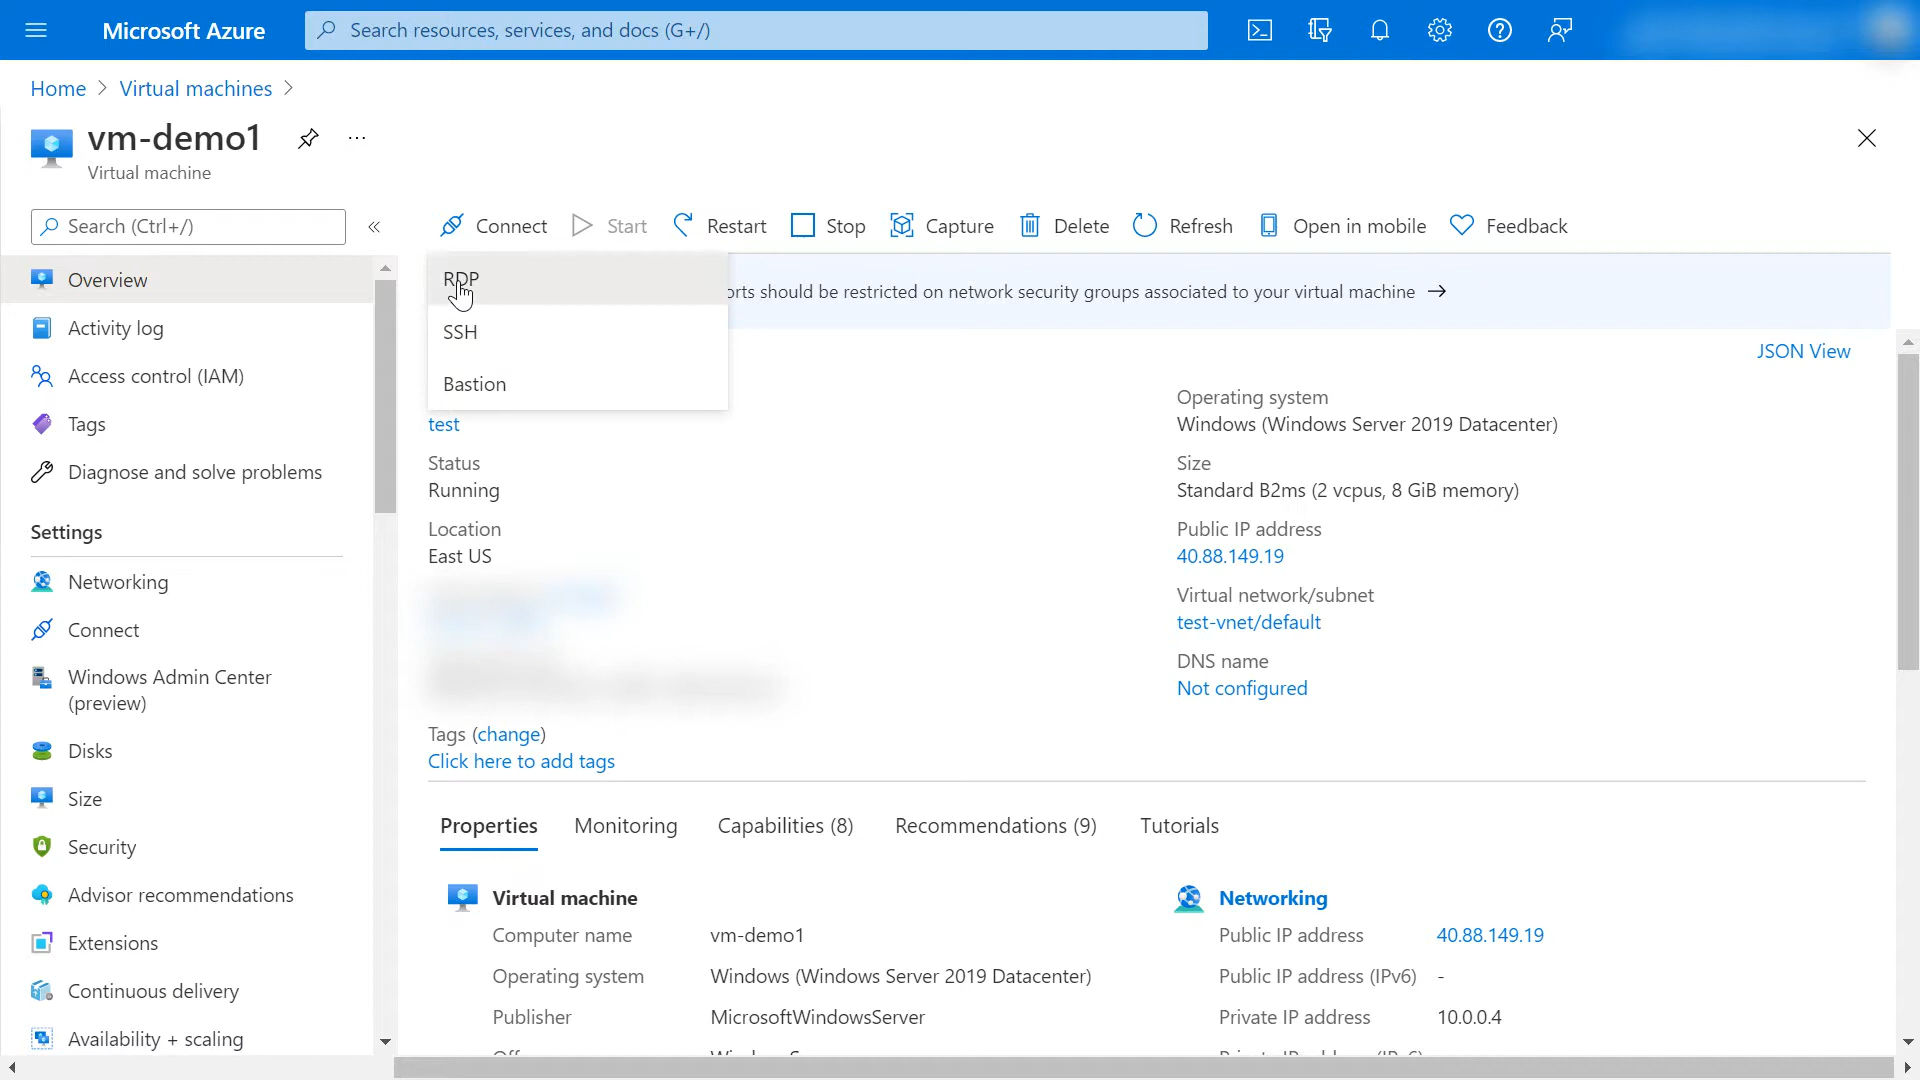 Microsoft Azure
Search resources, services, and docs (G+/)
Home > Virtual machines >
vm-demo1
Virtual machine
Search (Ctrl+/)
«
Connect
Start
Restart
Stop
Capture
Delete
Refresh
Open in mobile
Feedback
RDP
SSH
Bastion
should be restricted on network security groups associated to your virtual machine →
JSON View
Overview
Activity log
Access control (IAM)
Tags
Diagnose and solve problems
Settings
Networking
Connect
Windows Admin Center
(preview)
Disks
Size
Security
Advisor recommendations
Extensions
Continuous delivery
Availability + scaling
test
Status
Running
Location
East US
Tags (change)
Click here to add tags
Operating system
Windows (Windows Server 2019 Datacenter)
Size
Standard B2ms (2 vcpus, 8 GiB memory)
Public IP address
40.88.149.19
Virtual network/subnet
test-vnet/default
DNS name
Not configured
Properties
Monitoring
Capabilities (8)
Recommendations (9)
Tutorials
Virtual machine
Computer name vm-demo1
Operating system Windows (Windows Server 2019 Datacenter)
Publisher MicrosoftWindowsServer
Networking
Public IP address 40.88.149.19
Public IP address (IPv6) -
Private IP address 10.0.0.4